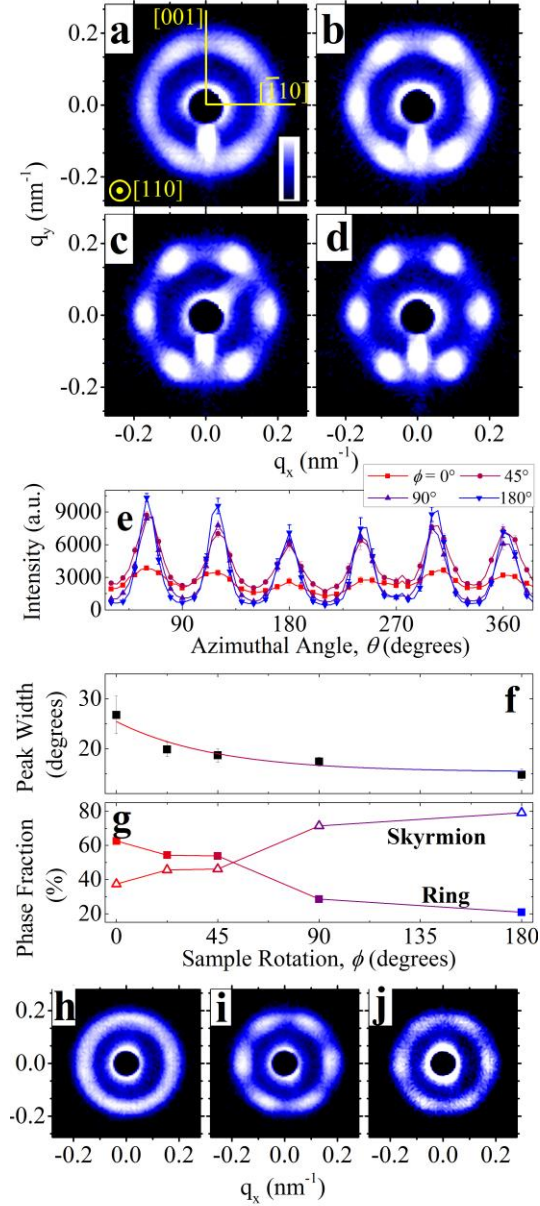 a
[001]
[1̅10]
[110]
b
0.2
0.0
-0.2
q_y (nm⁻¹)
c
d
0.2
0.0
-0.2
-0.2 0.0 0.2 -0.2 0.0 0.2
q_x (nm⁻¹)
ϕ = 0° 45°
90° 180°
e
9000
6000
3000
0
Intensity (a.u.)
90 180 270 360
Azimuthal Angle, θ (degrees)
f
30
20
Peak Width
(degrees)
g
80
60
40
20
Phase Fraction
(%)
Skyrmion
Ring
0 45 90 135 180
Sample Rotation, ϕ (degrees)
h i j
0.2
0.0
-0.2
-0.2 0.0 0.2 -0.2 0.0 0.2 -0.2 0.0 0.2
q_x (nm⁻¹)